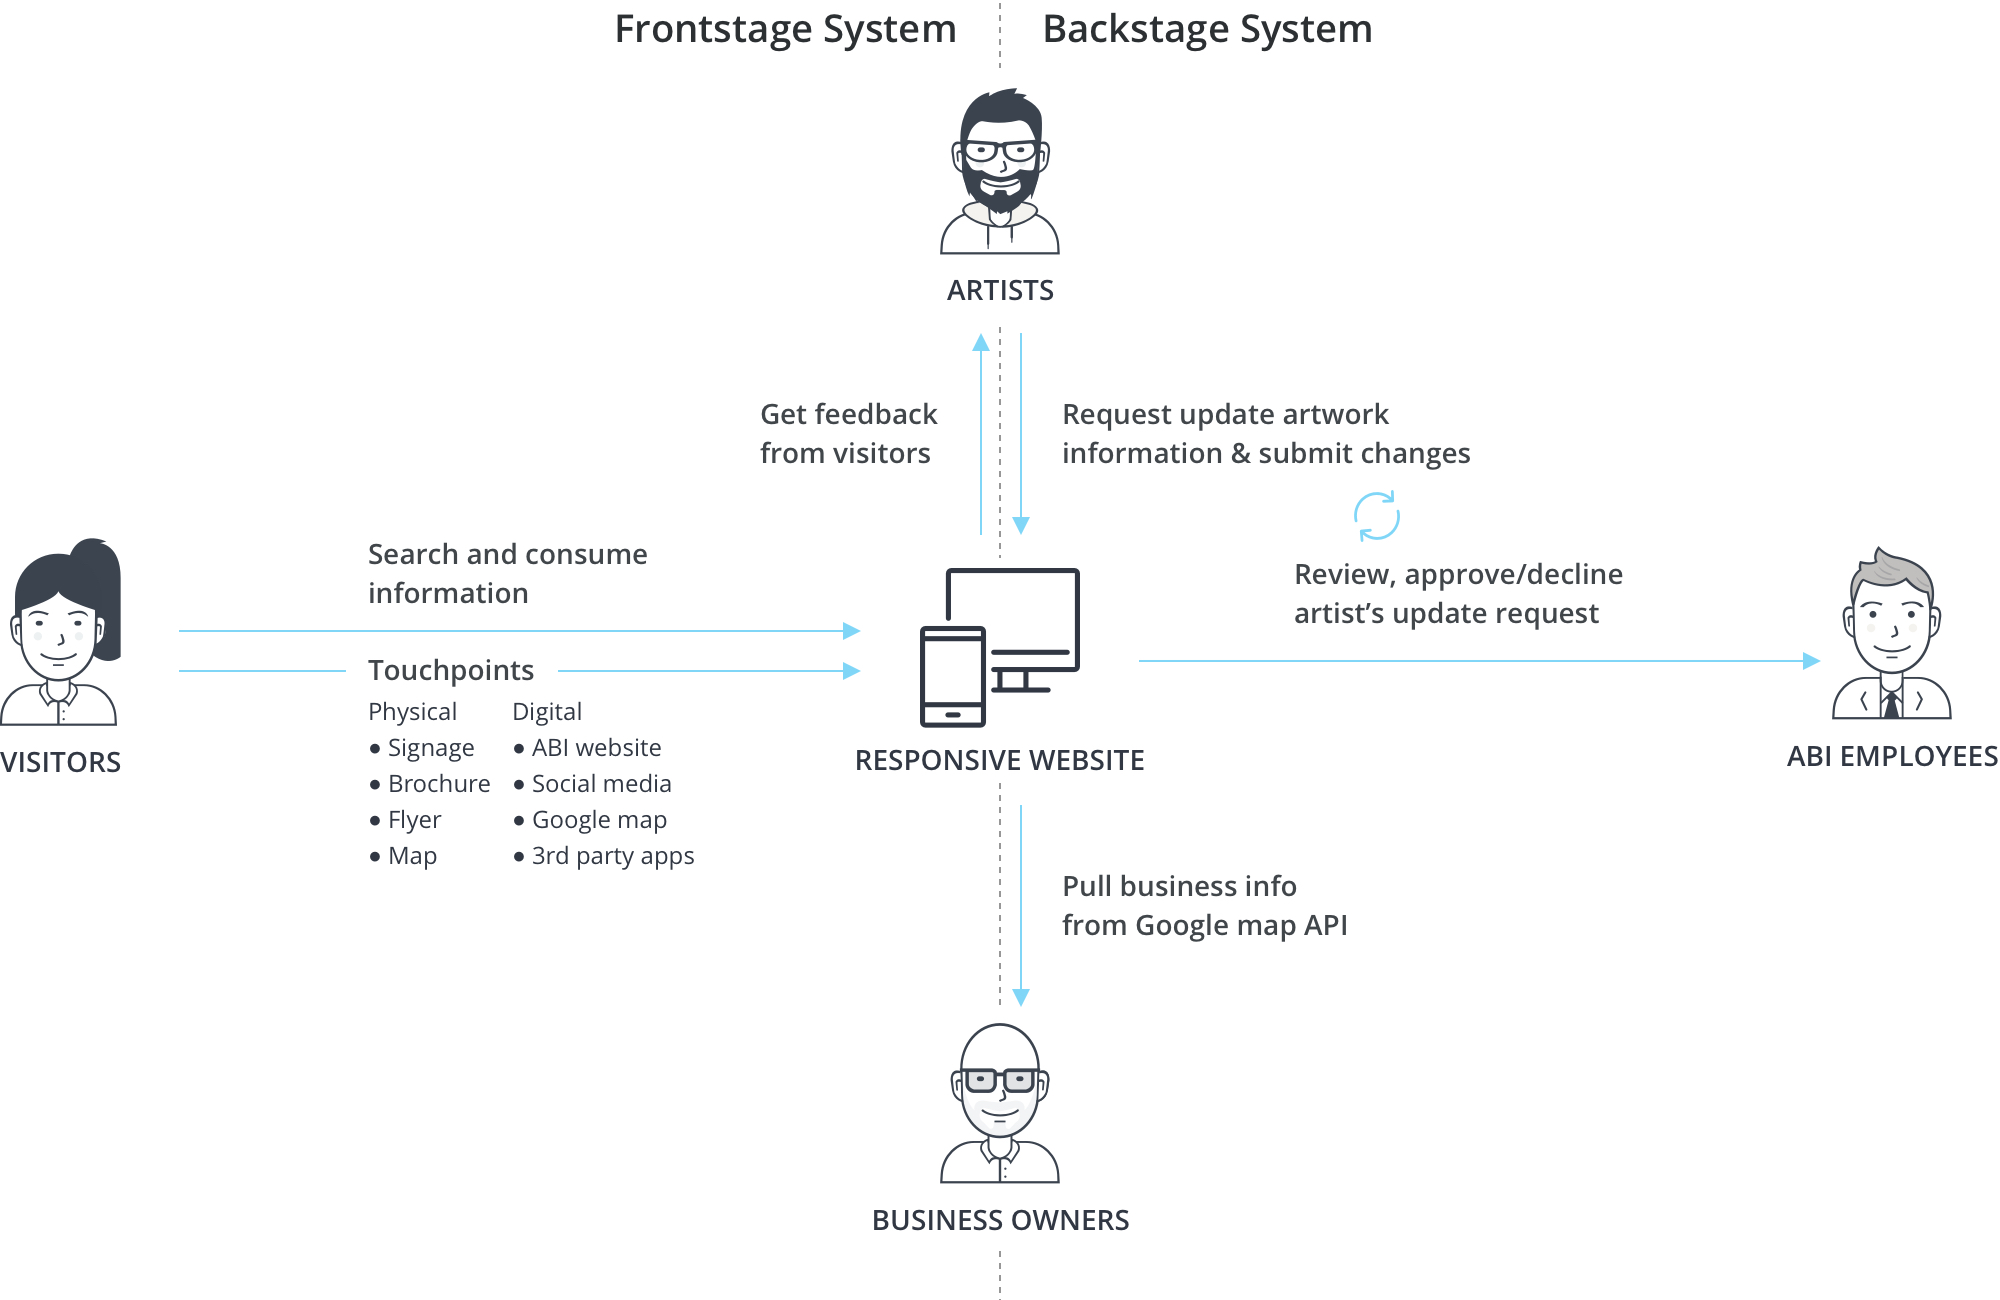 Frontstage System
Backstage System
ARTISTS
Get feedback
from visitors
Request update artwork
information & submit changes
Search and consume
information
Review, approve/decline
artist’s update request
Touchpoints
Physical
● Signage
● Brochure
● Flyer
● Map
Digital
● ABI website
● Social media
● Google map
● 3rd party apps
VISITORS
RESPONSIVE WEBSITE
ABI EMPLOYEES
Pull business info
from Google map API
BUSINESS OWNERS